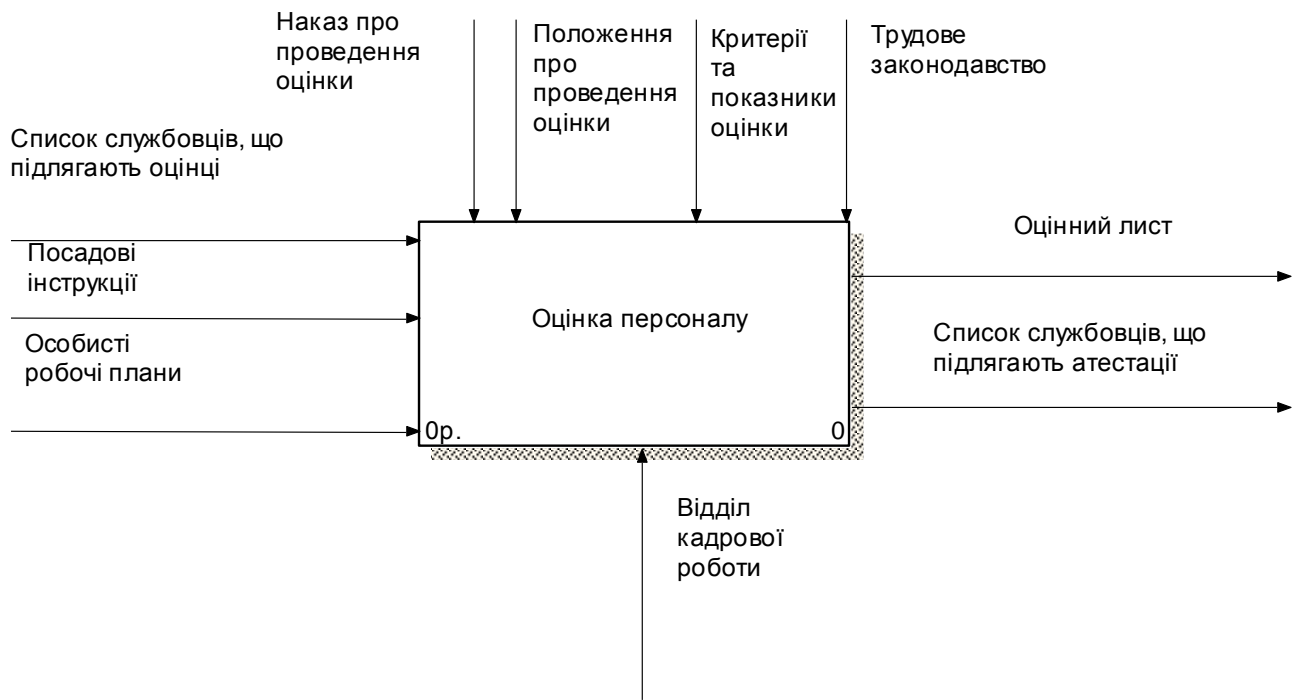 Наказ про
проведення
оцінки
Положення
про
проведення
оцінки
Критерії
та
показники
оцінки
Трудове
законодавство
Список службовців, що
підлягають оцінці
Посадові
інструкції
Особисті
робочі плани
Оцінка персоналу
0р.
0
Оцінний лист
Список службовців, що
підлягають атестації
Відділ
кадрової
роботи